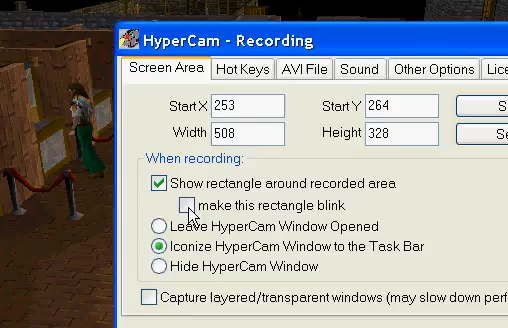 HyperCam - Recording
Screen Area Hot Keys AVI File Sound Other Options
Start X 253 Start Y 264
Width 508 Height 328
When recording:
Show rectangle around recorded area
make this rectangle blink
Leave HyperCam Window Opened
Iconize HyperCam Window to the Task Bar
Hide HyperCam Window
Capture layered/transparent windows (may slow down